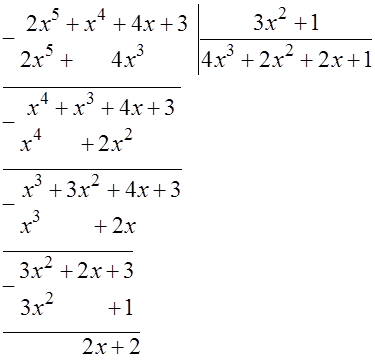 2x⁵ + x⁴ + 4x + 3 | 3x² + 1
2x⁵ + 4x³ | 4x³ + 2x² + 2x + 1
− x⁴ + x³ + 4x + 3
x⁴ + 2x²
− x³ + 3x² + 4x + 3
x³ + 2x
− 3x² + 2x + 3
3x² + 1
2x + 2